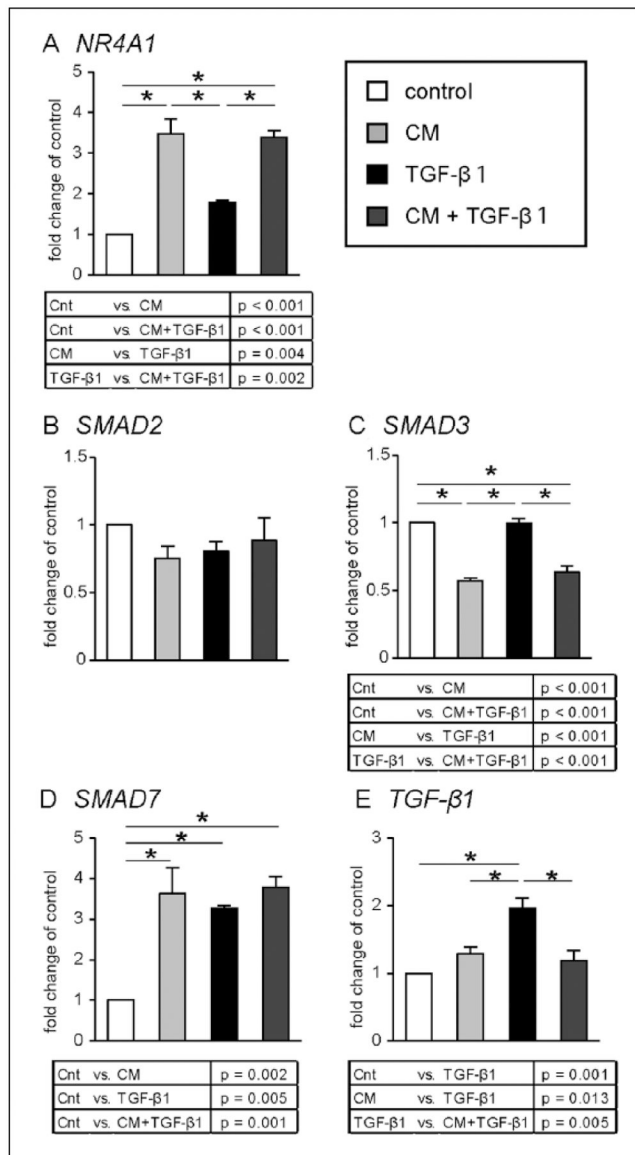 A NR4A1
fold change of control
5
4
3
2
1
0
* 
* * *
control
CM
TGF-β1
CM + TGF-β1
Cnt vs. CM p < 0.001
Cnt vs. CM+TGF-β1 p < 0.001
CM vs. TGF-β1 p = 0.004
TGF-β1 vs. CM+TGF-β1 p = 0.002
B SMAD2
fold change of control
1.5
1
0.5
0
C SMAD3
fold change of control
1.5
1
0.5
0
*
* * *
Cnt vs. CM p < 0.001
Cnt vs. CM+TGF-β1 p < 0.001
CM vs. TGF-β1 p < 0.001
TGF-β1 vs. CM+TGF-β1 p < 0.001
D SMAD7
fold change of control
5
4
3
2
1
0
*
*
*
Cnt vs. CM p = 0.002
Cnt vs. TGF-β1 p = 0.005
Cnt vs. CM+TGF-β1 p = 0.001
E TGF-β1
fold change of control
3
2
1
0
*
* *
Cnt vs. TGF-β1 p = 0.001
CM vs. TGF-β1 p = 0.013
TGF-β1 vs. CM+TGF-β1 p = 0.005